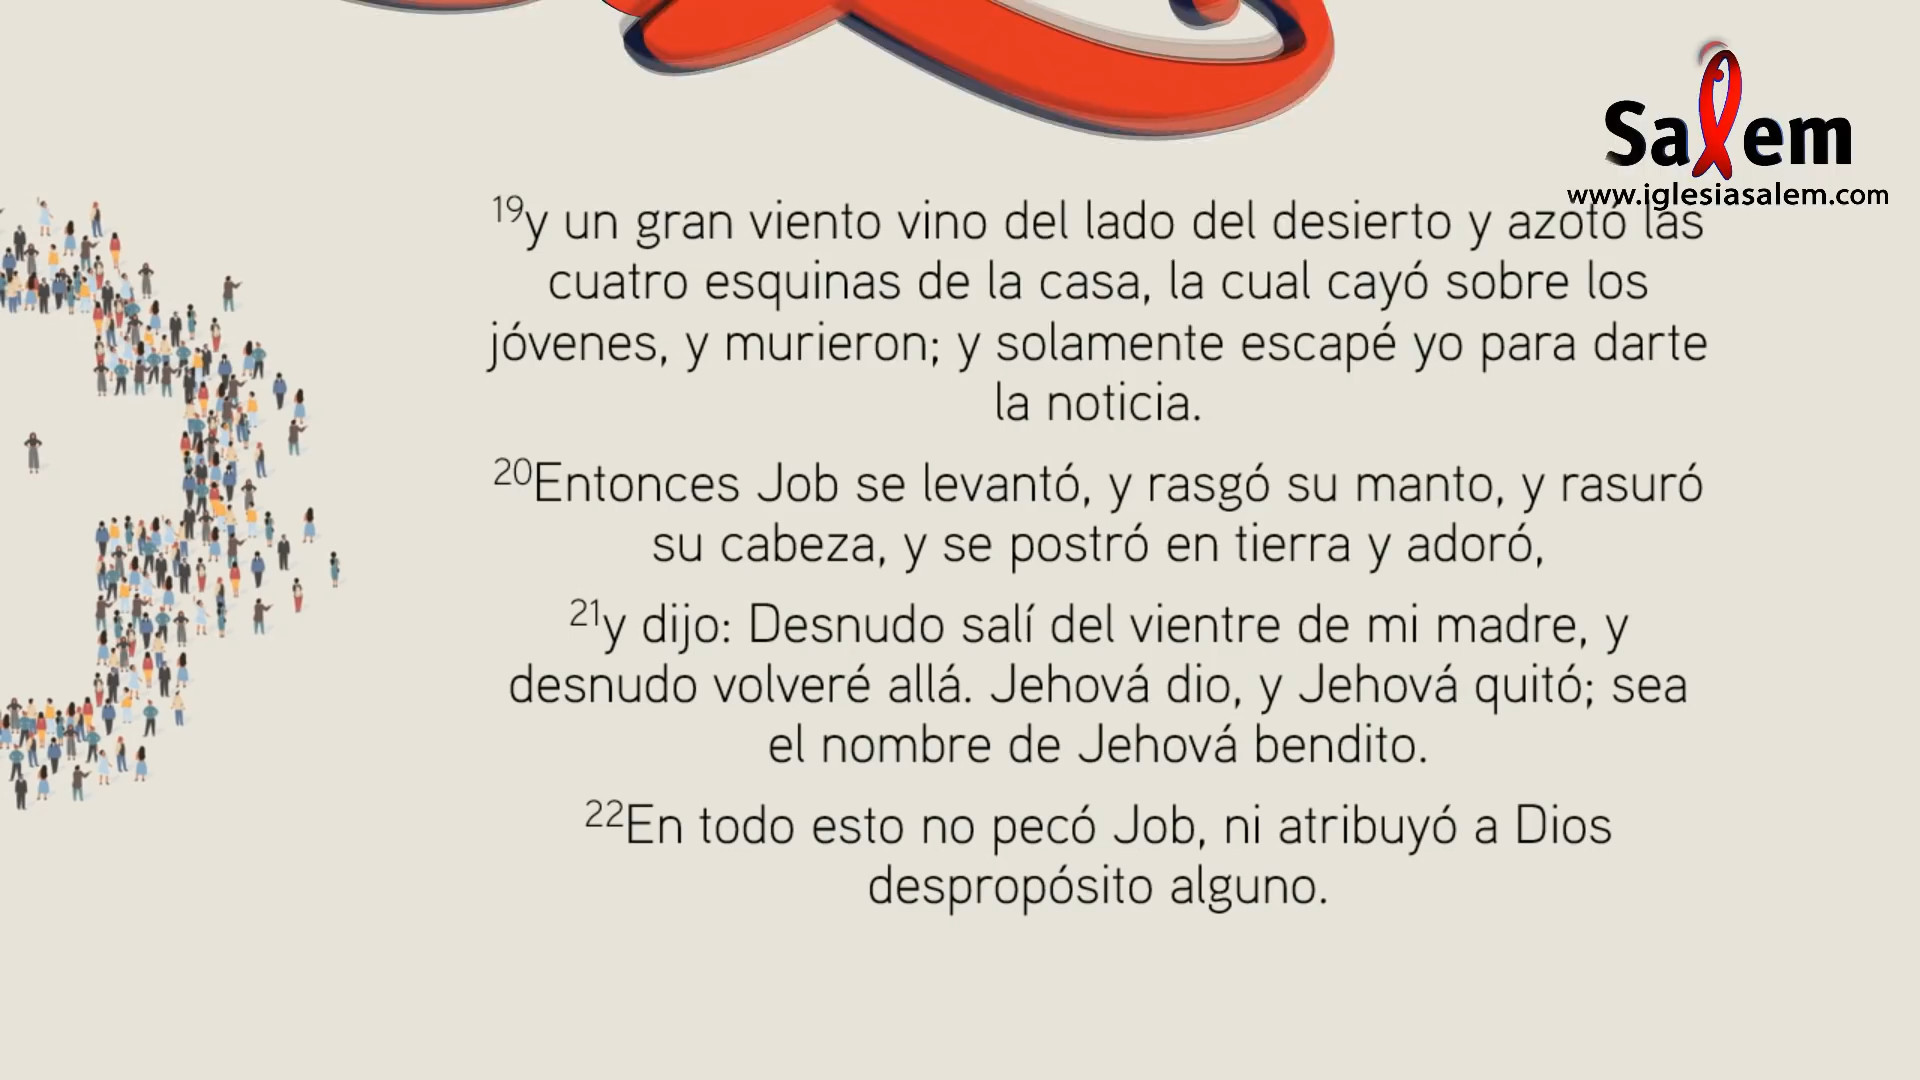 Salem
www.iglesiasalem.com
19y un gran viento vino del lado del desierto y azotó las
cuatro esquinas de la casa, la cual cayó sobre los
jóvenes, y murieron; y solamente escapé yo para darte
la noticia.
20Entonces Job se levantó, y rasgó su manto, y rasuró
su cabeza, y se postró en tierra y adoró,
21y dijo: Desnudo salí del vientre de mi madre, y
desnudo volveré allá. Jehová dio, y Jehová quitó; sea
el nombre de Jehová bendito.
22En todo esto no pecó Job, ni atribuyó a Dios
despropósito alguno.